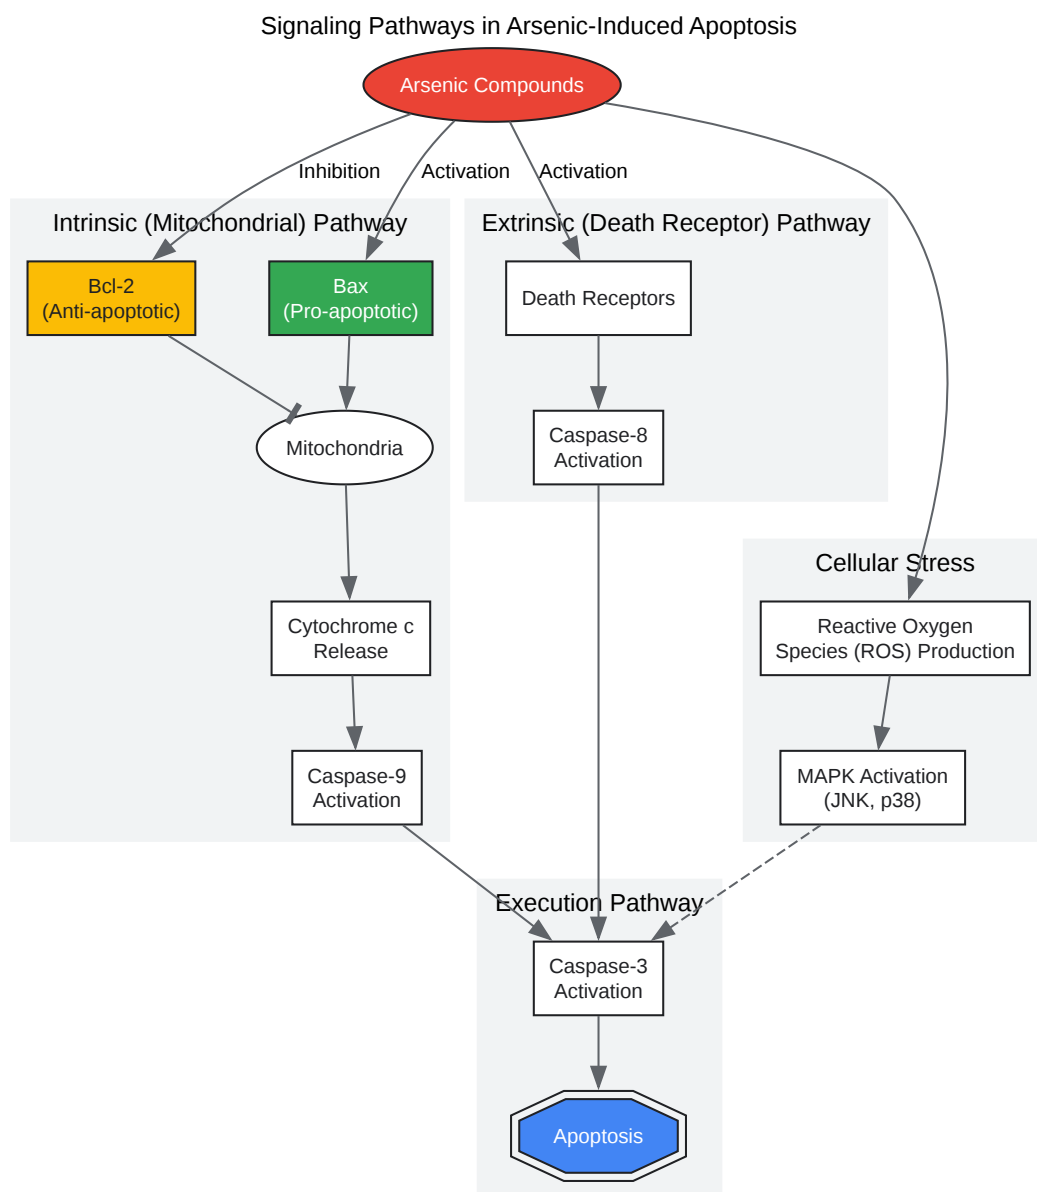 Signaling Pathways in Arsenic-Induced Apoptosis
Arsenic Compounds
Inhibition
Activation
Activation
Intrinsic (Mitochondrial) Pathway
Extrinsic (Death Receptor) Pathway
Bcl-2
(Anti-apoptotic)
Bax
(Pro-apoptotic)
Death Receptors
Mitochondria
Caspase-8
Activation
Cellular Stress
Cytochrome c
Release
Reactive Oxygen
Species (ROS) Production
Caspase-9
Activation
MAPK Activation
(JNK, p38)
Execution Pathway
Caspase-3
Activation
Apoptosis